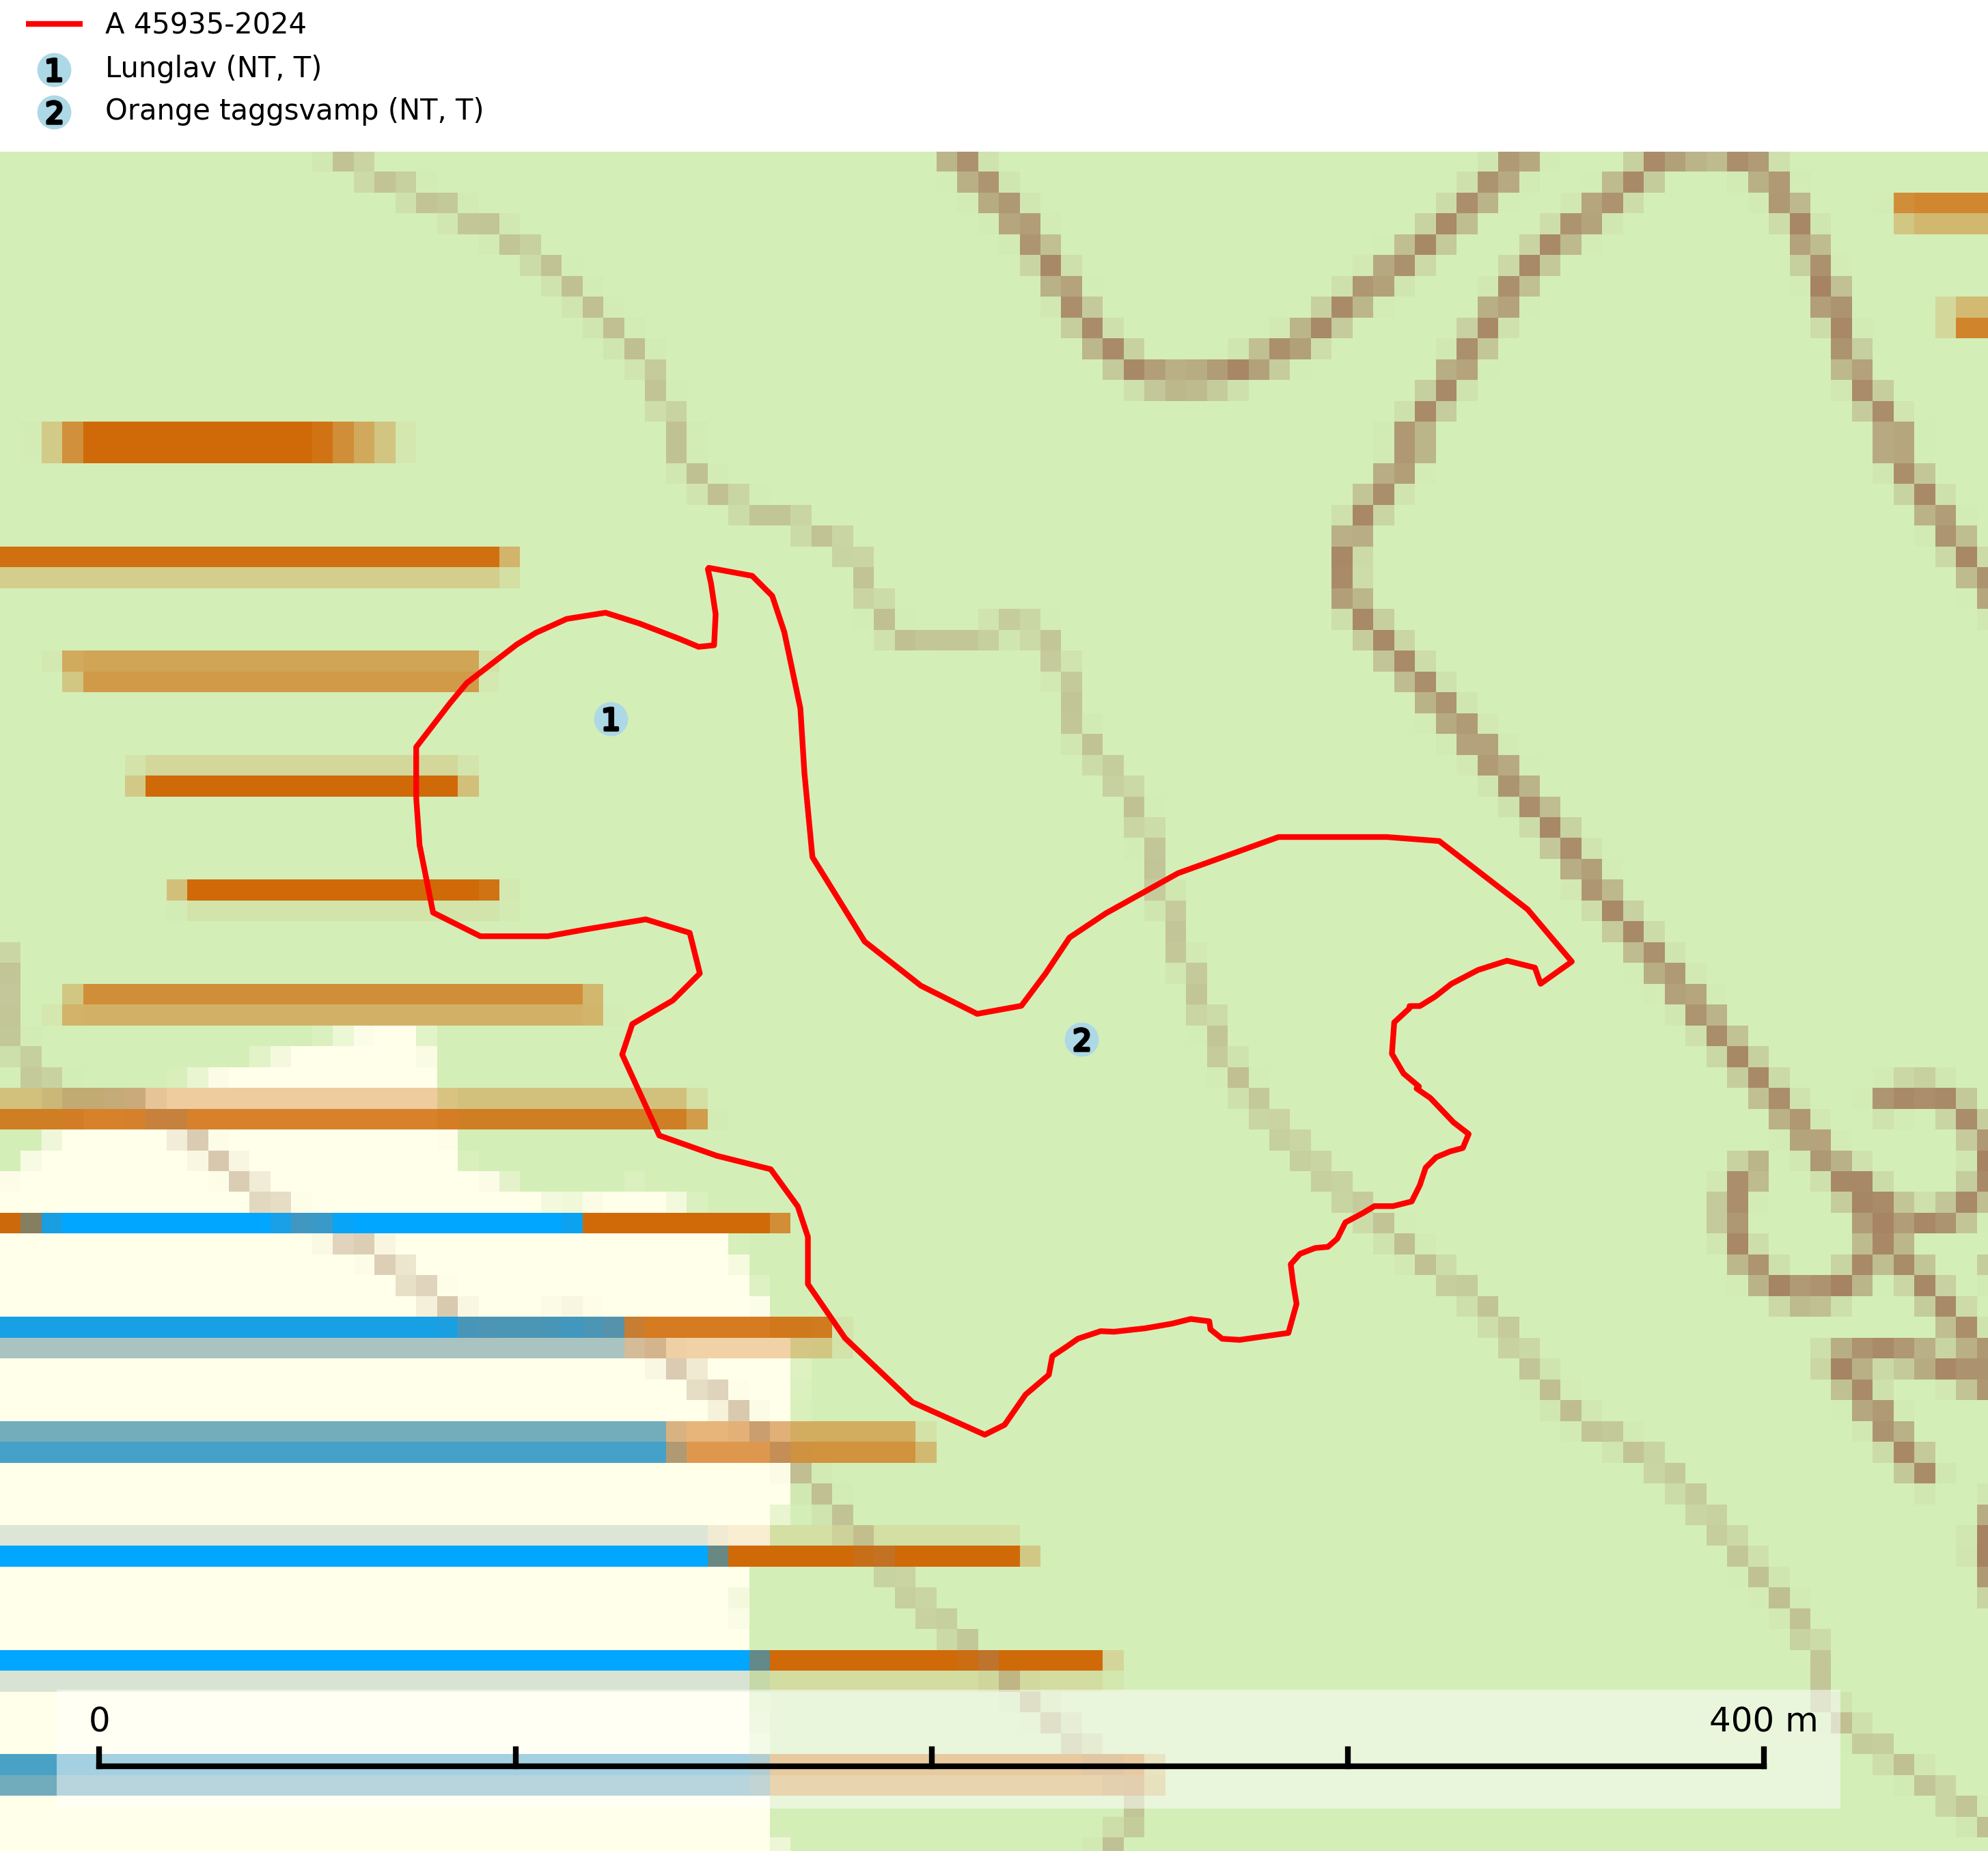 A 45935-2024
1 Lunglav (NT, T)
2 Orange taggsvamp (NT, T)
1
2
0 400 m